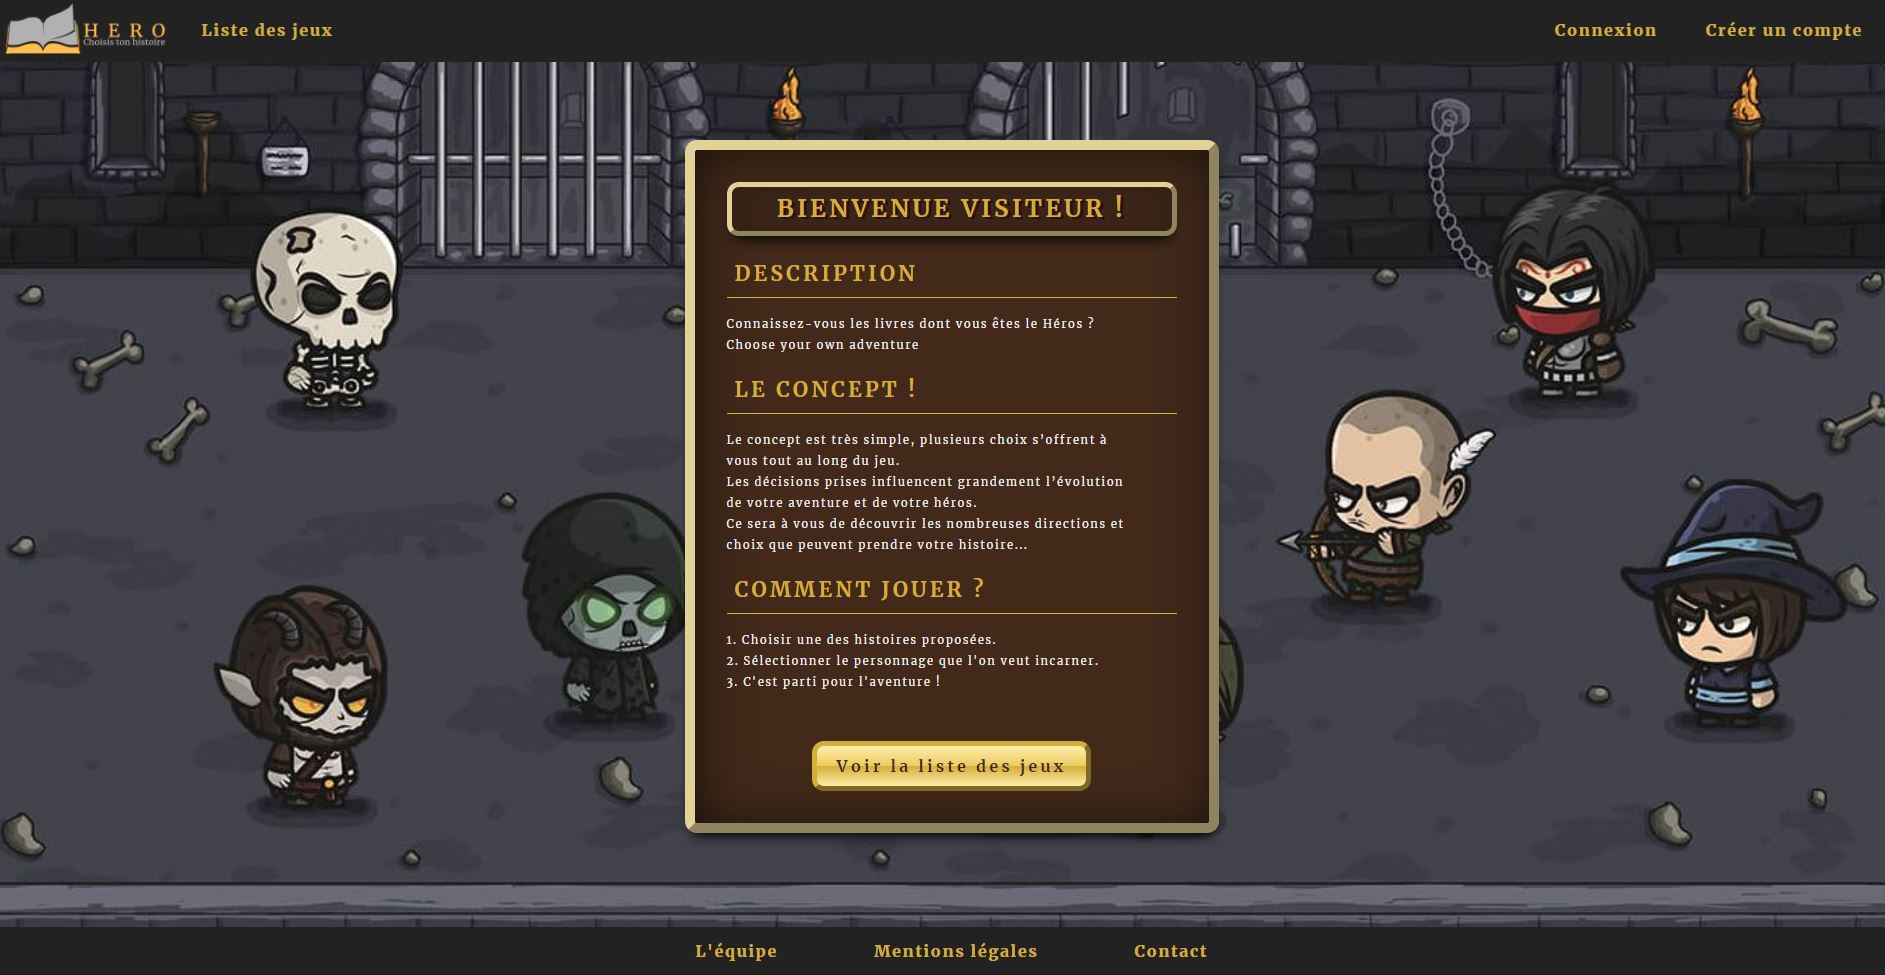 HERO
Choisis ton histoire
Liste des jeux
Connexion
Créer un compte
BIENVENUE VISITEUR !
DESCRIPTION
Connaissez-vous les livres dont vous êtes le Héros ?
Choose your own adventure
LE CONCEPT !
Le concept est très simple, plusieurs choix s’offrent à
vous tout au long du jeu.
Les décisions prises influencent grandement l’évolution
de votre aventure et de votre héros.
Ce sera à vous de découvrir les nombreuses directions et
choix que peuvent prendre votre histoire...
COMMENT JOUER ?
1. Choisir une des histoires proposées.
2. Sélectionner le personnage que l'on veut incarner.
3. C'est parti pour l'aventure !
Voir la liste des jeux
L'équipe
Mentions légales
Contact